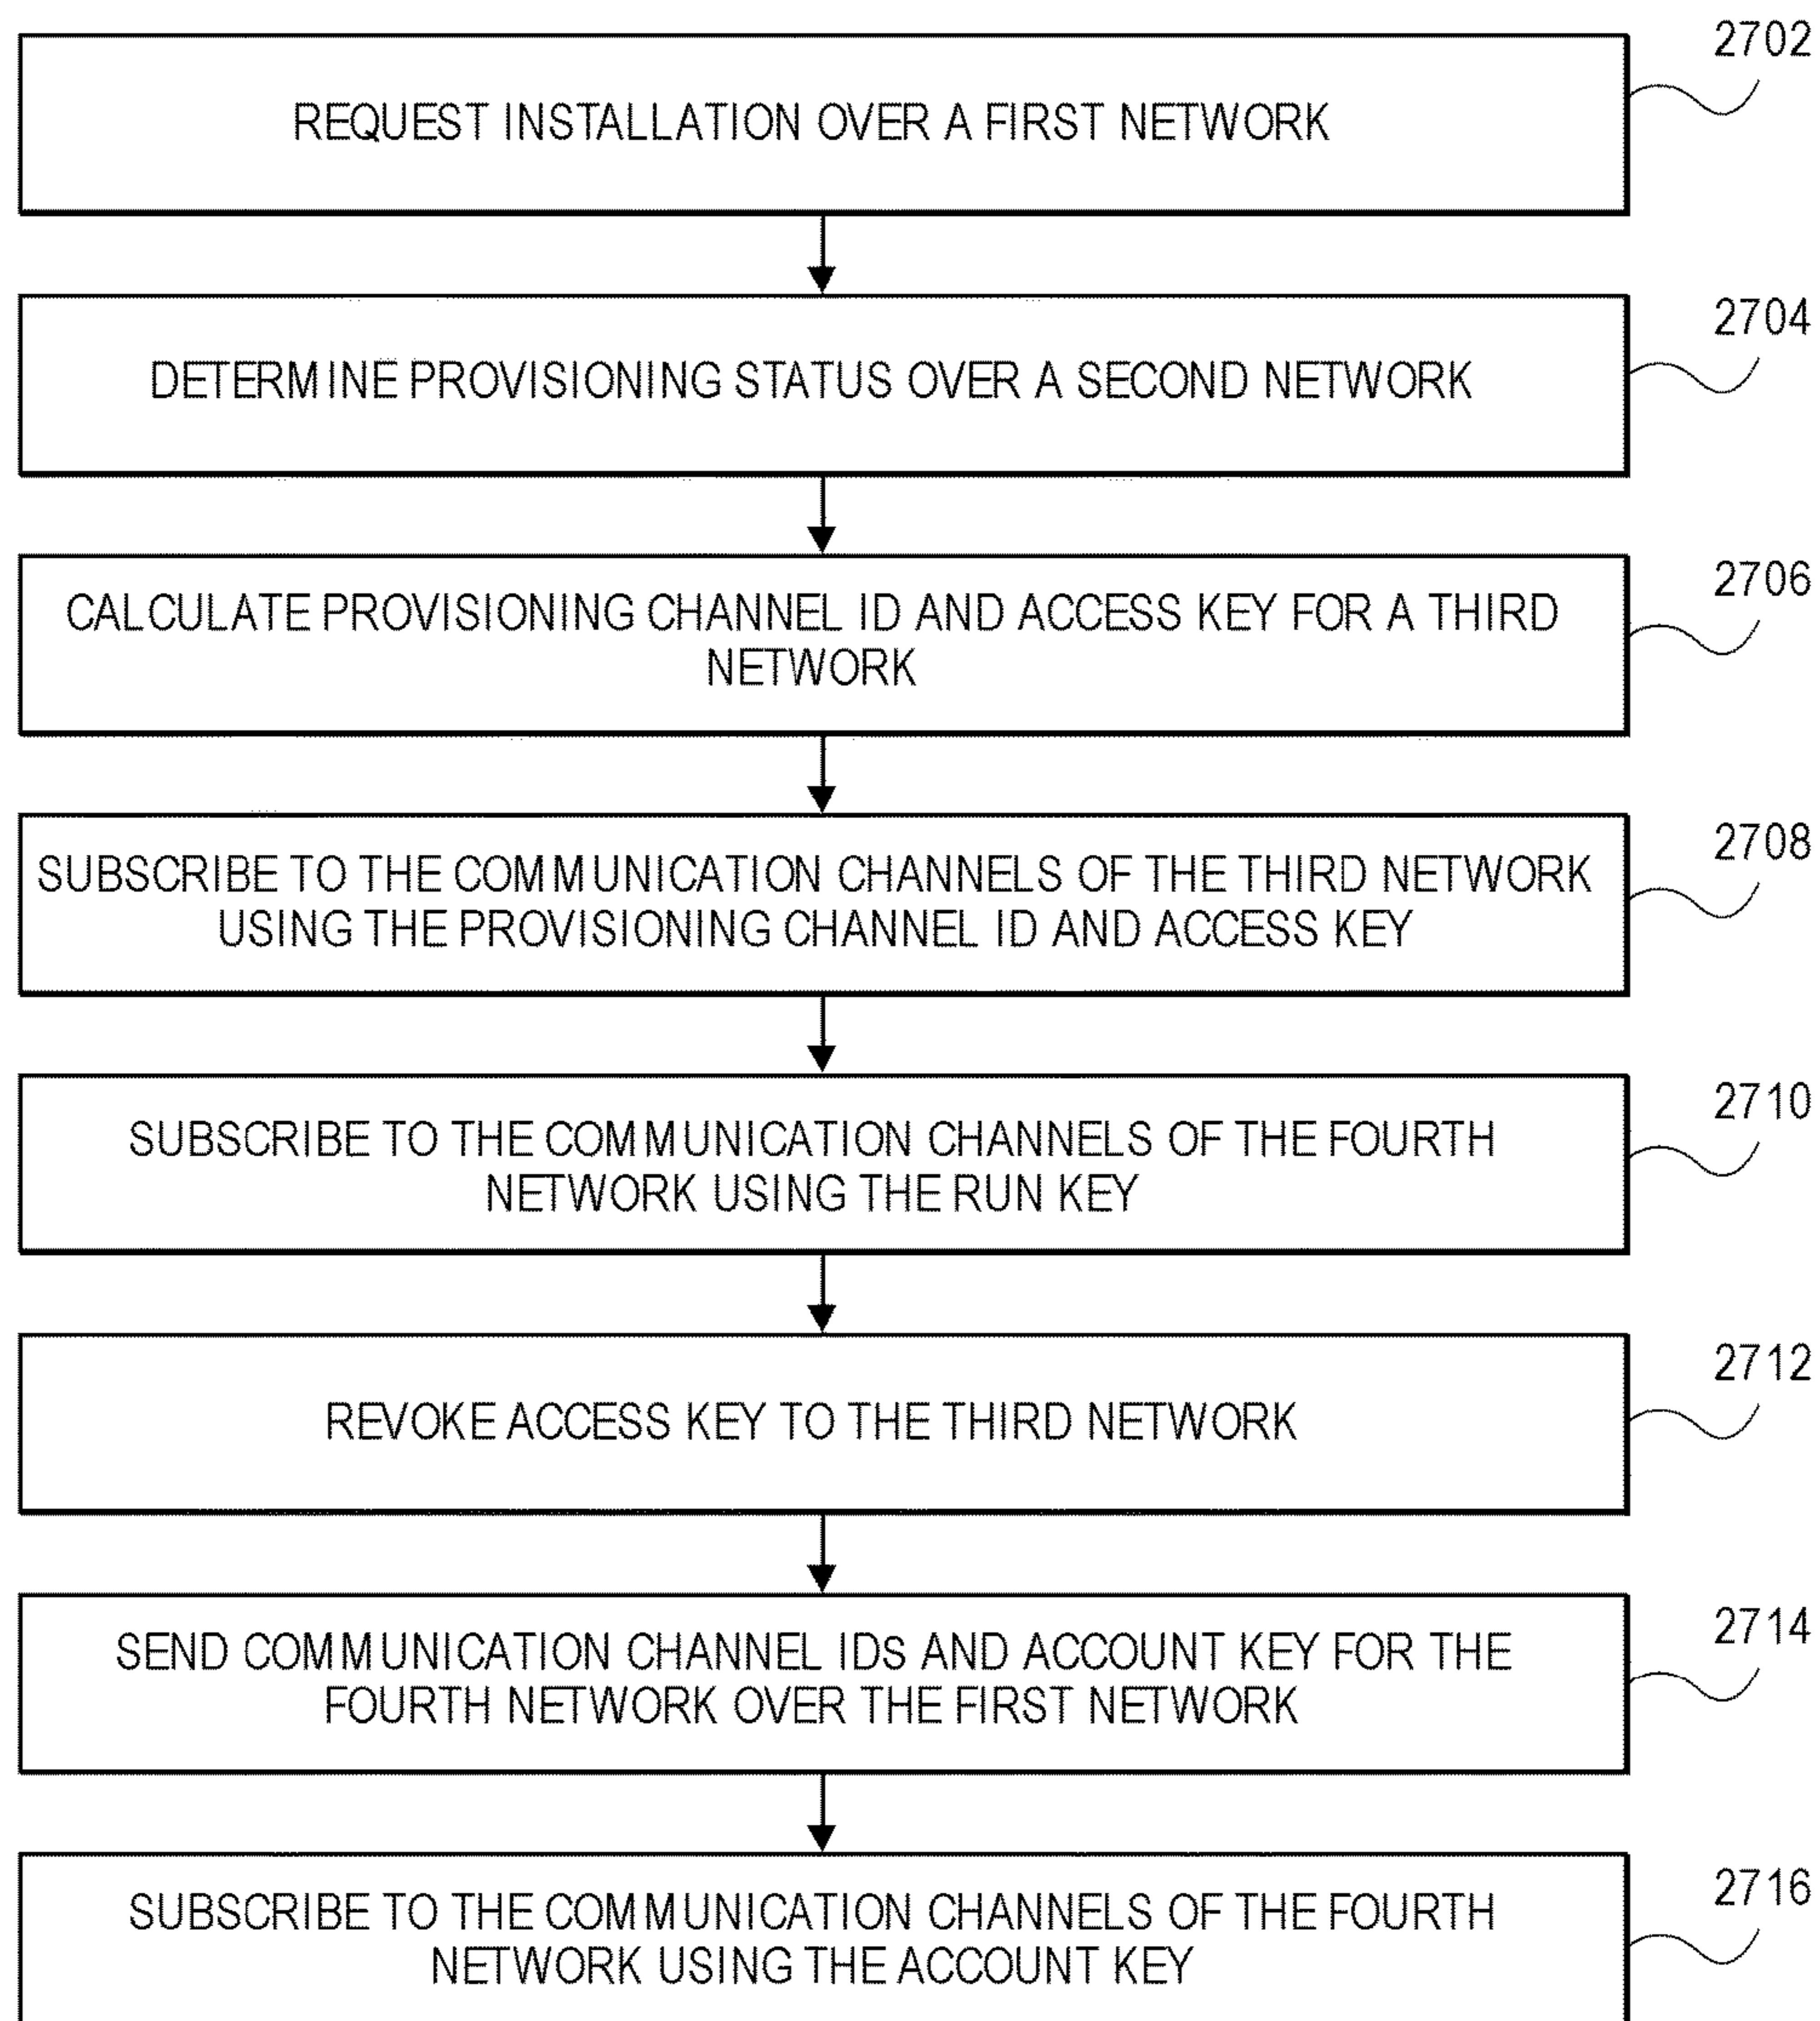 2702
REQUEST INSTALLATION OVER A FIRST NETWORK
2704
DETERMINE PROVISIONING STATUS OVER A SECOND NETWORK
2706
CALCULATE PROVISIONING CHANNEL ID AND ACCESS KEY FOR A THIRD
NETWORK
2708
SUBSCRIBE TO THE COMMUNICATION CHANNELS OF THE THIRD NETWORK
USING THE PROVISIONING CHANNEL ID AND ACCESS KEY
2710
SUBSCRIBE TO THE COMMUNICATION CHANNELS OF THE FOURTH
NETWORK USING THE RUN KEY
2712
REVOKE ACCESS KEY TO THE THIRD NETWORK
2714
SEND COMMUNICATION CHANNEL IDs AND ACCOUNT KEY FOR THE
FOURTH NETWORK OVER THE FIRST NETWORK
2716
SUBSCRIBE TO THE COMMUNICATION CHANNELS OF THE FOURTH
NETWORK USING THE ACCOUNT KEY